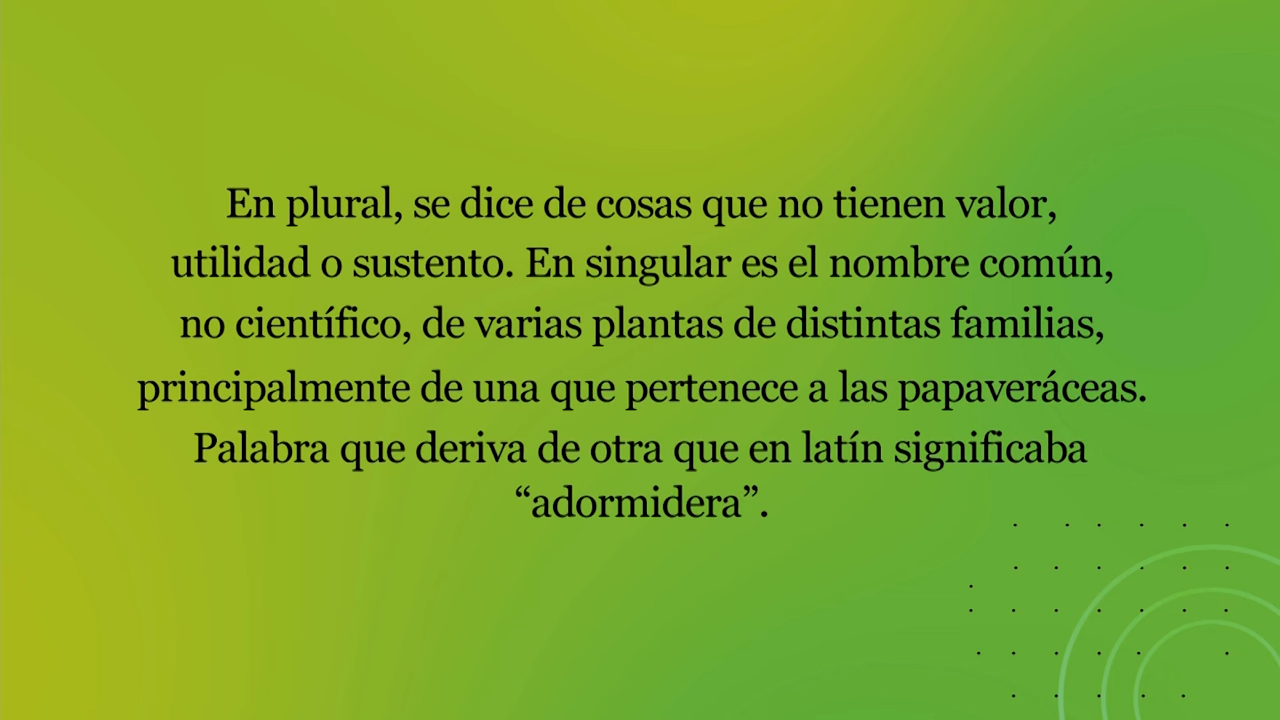 En plural, se dice de cosas que no tienen valor,
utilidad o sustento. En singular es el nombre común,
no científico, de varias plantas de distintas familias,
principalmente de una que pertenece a las papaveráceas.
Palabra que deriva de otra que en latín significaba
“adormidera”.